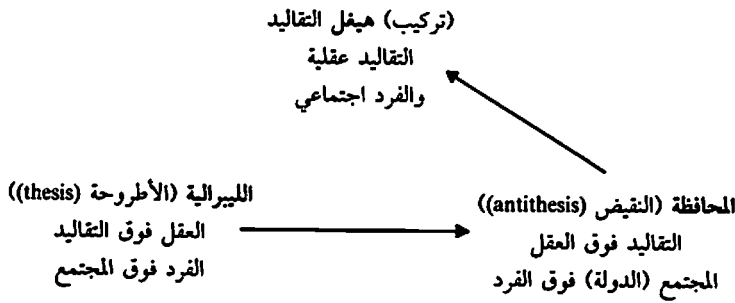 (تركيب) هيغل التقاليد
التقاليد عقلية
والفرد اجتماعي
المحافظة (النقيض (antithesis))
التقاليد فوق العقل
المجتمع (الدولة) فوق الفرد
الليبرالية (الأطروحة (thesis))
العقل فوق التقاليد
الفرد فوق المجتمع